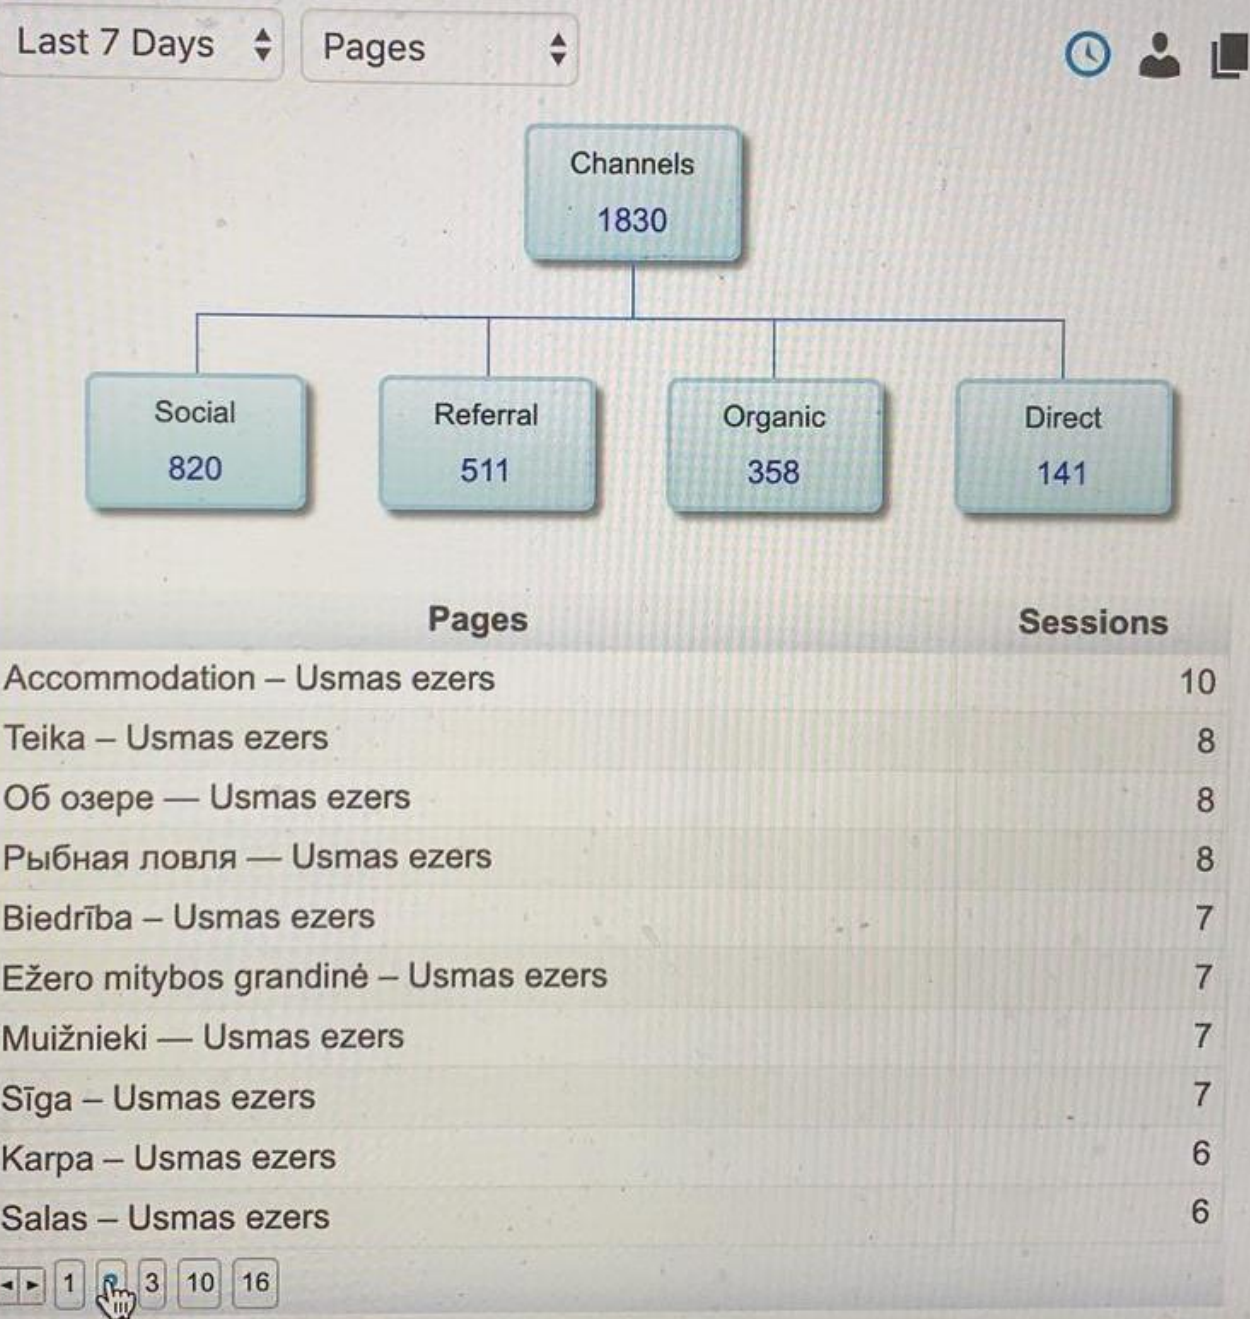 Last 7 Days Pages
Channels
1830
Social Referral Organic Direct
820 511 358 141
Pages Sessions
Accommodation – Usmas ezers 10
Teika – Usmas ezers 8
Об озере — Usmas ezers 8
Рыбная ловля — Usmas ezers 8
Biedrība – Usmas ezers 7
Ežero mitybos grandinė – Usmas ezers 7
Muižnieki — Usmas ezers 7
Sīga – Usmas ezers 7
Karpa – Usmas ezers 6
Salas – Usmas ezers 6
1 3 10 16